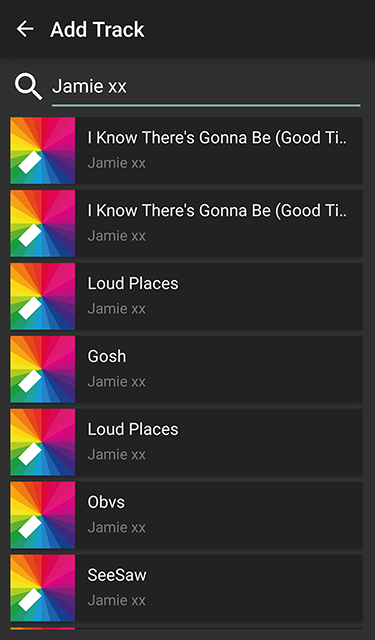 Add Track
Jamie xx
I Know There's Gonna Be (Good Ti..
Jamie xx
I Know There's Gonna Be (Good Ti..
Jamie xx
Loud Places
Jamie xx
Gosh
Jamie xx
Loud Places
Jamie xx
Obvs
Jamie xx
SeeSaw
Jamie xx